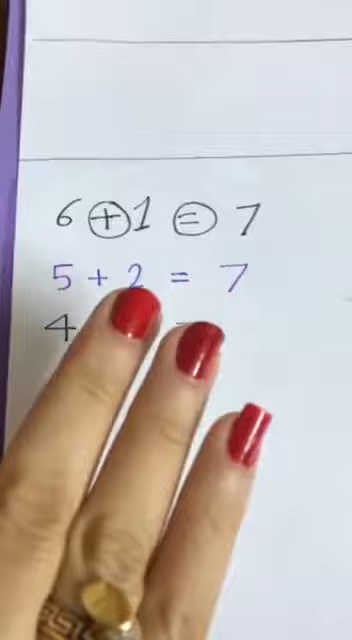 6 + 1 = 7
5 + 2 = 7
4